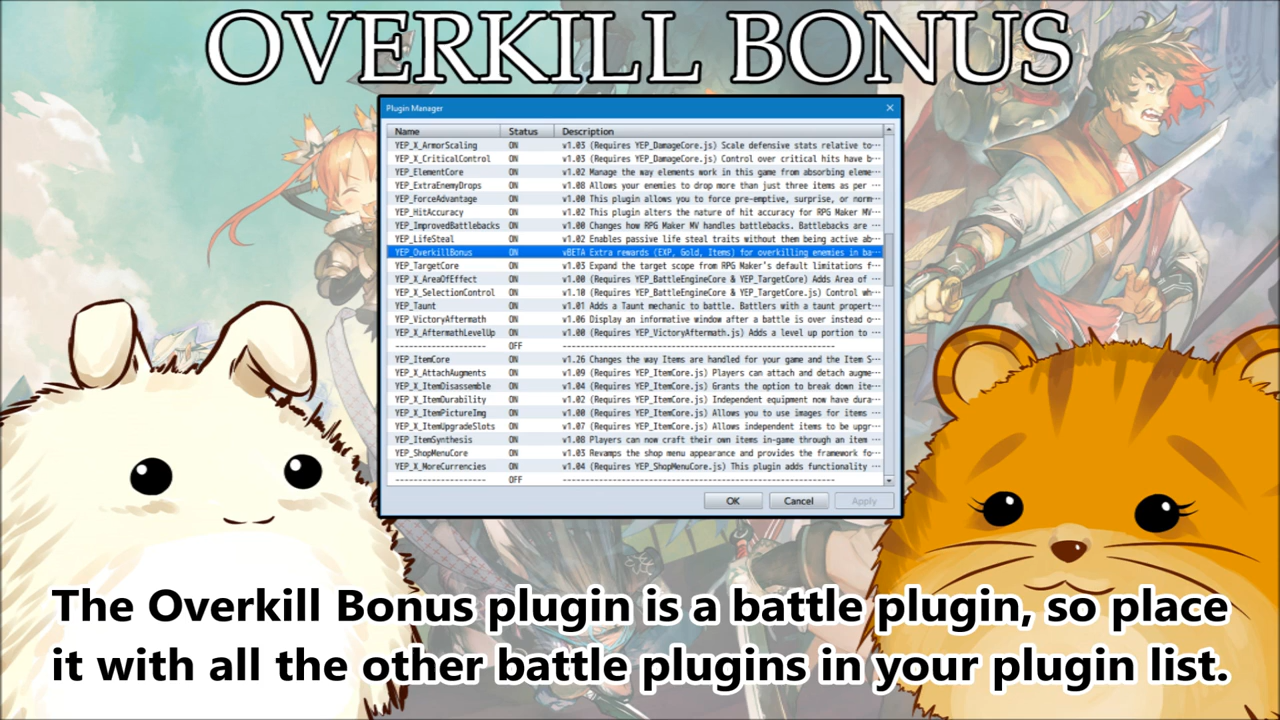 OVERKILL BONUS
Plugin Manager
Name Status Description
YEP_X_ArmorScaling ON v1.03 (Requires YEP_DamageCore.js) Scale defensive stats relative to···
YEP_X_CriticalControl ON v1.03 (Requires YEP_DamageCore.js) Control over critical hits have b···
YEP_ElementCore ON v1.02 Manage the way elements work in this game from absorbing eleme···
YEP_ExtraEnemyDrops ON v1.08 Allows your enemies to drop more than just three items as per ···
YEP_ForceAdvantage ON v1.00 This plugin allows you to force pre-emptive, surprise, or norm···
YEP_HitAccuracy ON v1.02 This plugin alters the nature of hit accuracy for RPG Maker MV···
YEP_ImprovedBattlebacks ON v1.00 Changes how RPG Maker MV handles battlebacks. Battlebacks are ···
YEP_LifeSteal ON v1.02 Enables passive life steal traits without them being active ab···
YEP_OverkillBonus ON vBETA Extra rewards (EXP, Gold, Items) for overkilling enemies in ba···
YEP_TargetCore ON v1.03 Expand the target scope from RPG Maker's default limitations f···
YEP_X_AreaOfEffect ON v1.00 (Requires YEP_BattleEngineCore & YEP_TargetCore) Adds Area of ···
YEP_X_SelectionControl ON v1.10 (Requires YEP_BattleEngineCore & YEP_TargetCore.js) Control wh···
YEP_Taunt ON v1.01 Adds a Taunt mechanic to battle. Battlers with a taunt propert···
YEP_VictoryAftermath ON v1.06 Display an informative window after a battle is over instead o···
YEP_X_AftermathLevelUp ON v1.00 (Requires YEP_VictoryAftermath.js) Adds a level up portion to ···
-------------------- OFF ------------------------------------------------------------
YEP_ItemCore ON v1.26 Changes the way Items are handled for your game and the Item S···
YEP_X_AttachAugments ON v1.09 (Requires YEP_ItemCore.js) Players can attach and detach augme···
YEP_X_ItemDisassemble ON v1.04 (Requires YEP_ItemCore.js) Grants the option to break down ite···
YEP_X_ItemDurability ON v1.02 (Requires YEP_ItemCore.js) Independent equipment now have dura···
YEP_X_ItemPictureImg ON v1.00 (Requires YEP_ItemCore.js) Allows you to use images for items ···
YEP_X_ItemUpgradeSlots ON v1.07 (Requires YEP_ItemCore.js) Allows independent items to be upgr···
YEP_ItemSynthesis ON v1.08 Players can now craft their own items in-game through an item ···
YEP_ShopMenuCore ON v1.03 Revamps the shop menu appearance and provides the framework fo···
YEP_X_MoreCurrencies ON v1.04 (Requires YEP_ShopMenuCore.js) This plugin adds functionality ···
-------------------- OFF ------------------------------------------------------------
OK Cancel Apply
The Overkill Bonus plugin is a battle plugin, so place
it with all the other battle plugins in your plugin list.